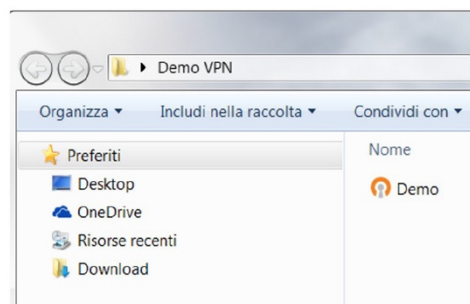 Demo VPN
Organizza Includi nella raccolta Condividi con
Preferiti
Desktop
OneDrive
Risorse recenti
Download
Nome
Demo